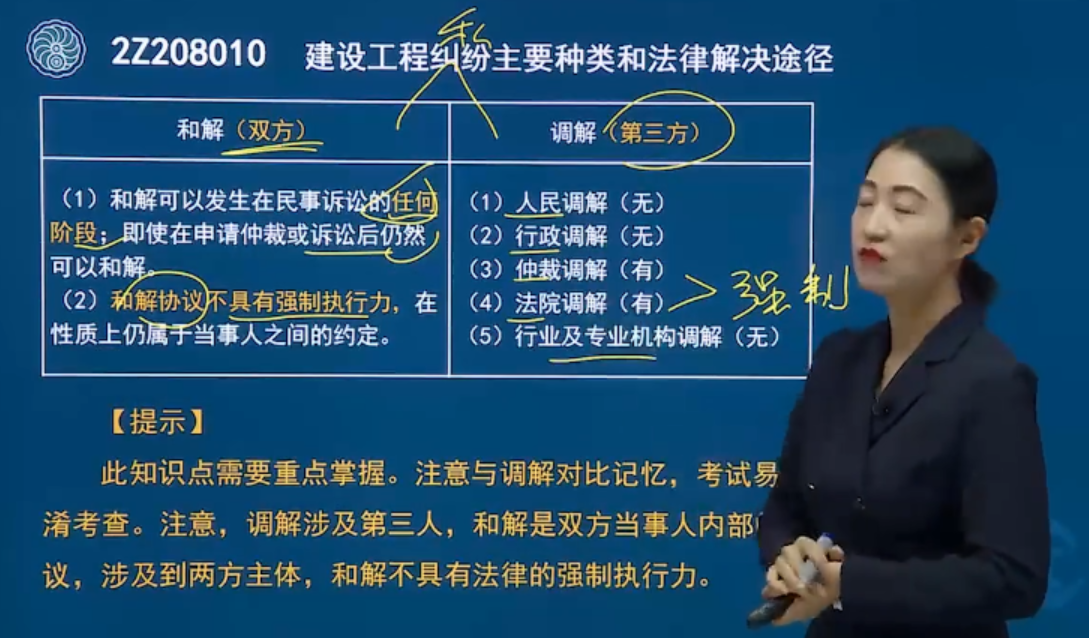 2Z208010 建设工程纠纷主要种类和法律解决途径
和解（双方）
调解（第三方）
（1）和解可以发生在民事诉讼的任何
阶段；即使在申请仲裁或诉讼后仍然
可以和解。
（2）和解协议不具有强制执行力，在
性质上仍属于当事人之间的约定。
（1）人民调解（无）
（2）行政调解（无）
（3）仲裁调解（有）
（4）法院调解（有）
（5）行业及专业机构调解（无）
强制
【提示】
此知识点需要重点掌握。注意与调解对比记忆，考试易
淆考查。注意，调解涉及第三人，和解是双方当事人内部
议，涉及到两方主体，和解不具有法律的强制执行力。